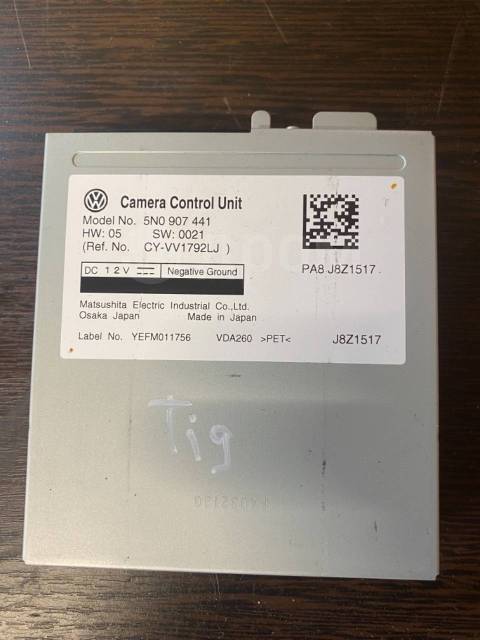 Camera Control Unit
Model No. 5N0 907 441
HW: 05 SW: 0021
(Ref. No. CY-VV1792LJ )
DC 12V Negative Ground
PA8 J8Z1517 .
Matsushita Electric Industrial Co.,Ltd.
Osaka Japan Made in Japan
Label No. YEFM011756 VDA260 >PET< J8Z1517
Tig